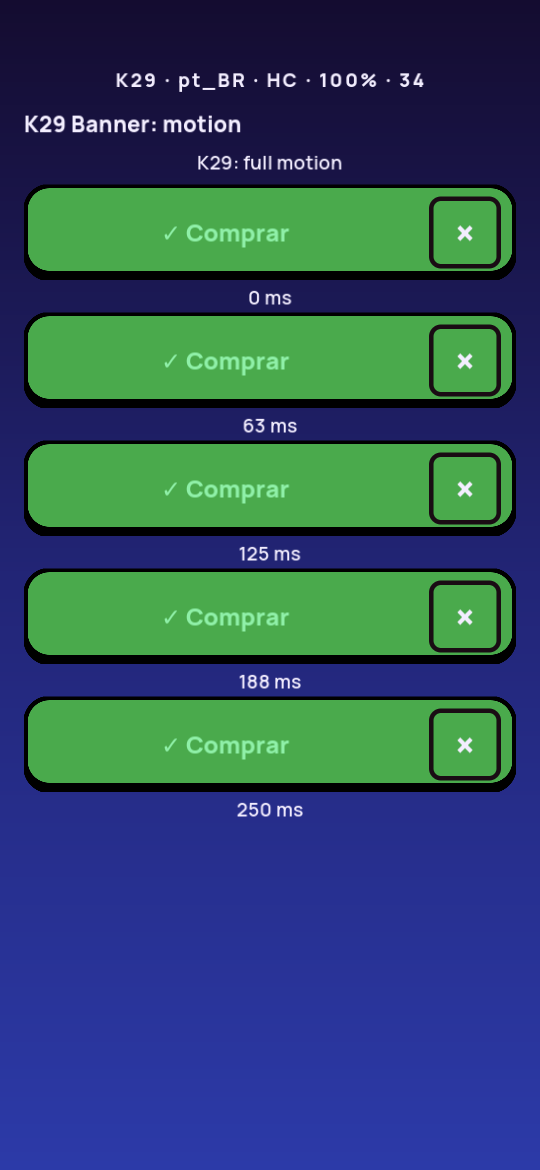 K29 · pt_BR · HC · 100% · 34
K29 Banner: motion
K29: full motion
✓ Comprar ×
0 ms
✓ Comprar ×
63 ms
✓ Comprar ×
125 ms
✓ Comprar ×
188 ms
✓ Comprar ×
250 ms